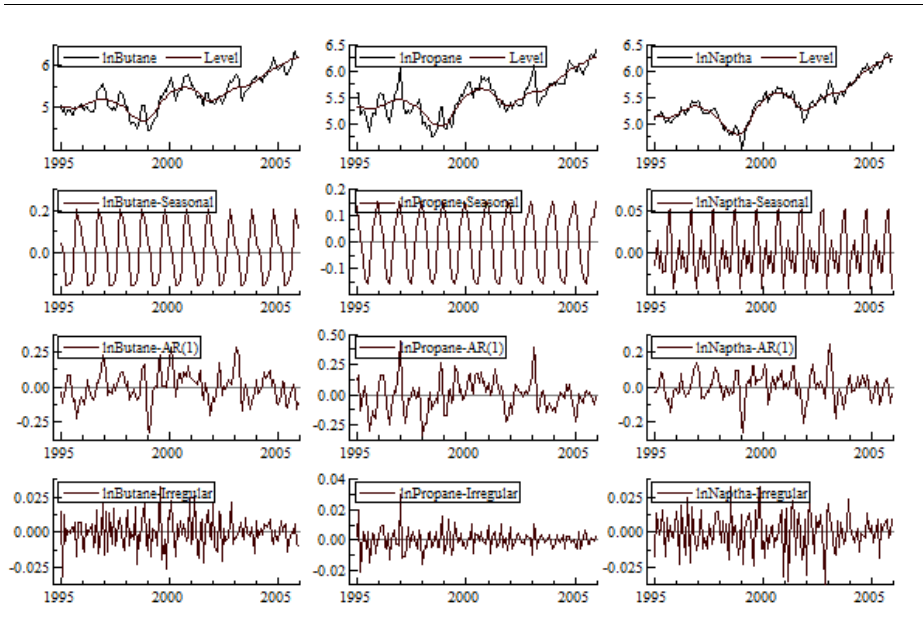 lnButane Level
lnPropane Level
lnNaptha Level
6
5
6.5
6.0
5.5
5.0
6.5
6.0
5.5
5.0
1995 2000 2005
1995 2000 2005
1995 2000 2005
lnButane-Seasonal
lnPropane-Seasonal
lnNaptha-Seasonal
0.2
0.0
0.2
0.1
0.0
-0.1
0.05
0.00
1995 2000 2005
1995 2000 2005
1995 2000 2005
lnButane-AR(1)
lnPropane-AR(1)
lnNaptha-AR(1)
0.25
0.00
-0.25
0.50
0.25
0.00
-0.25
0.2
0.0
-0.2
1995 2000 2005
1995 2000 2005
1995 2000 2005
lnButane-Irregular
lnPropane-Irregular
lnNaptha-Irregular
0.025
0.000
-0.025
0.04
0.02
0.00
-0.02
0.025
0.000
-0.025
1995 2000 2005
1995 2000 2005
1995 2000 2005